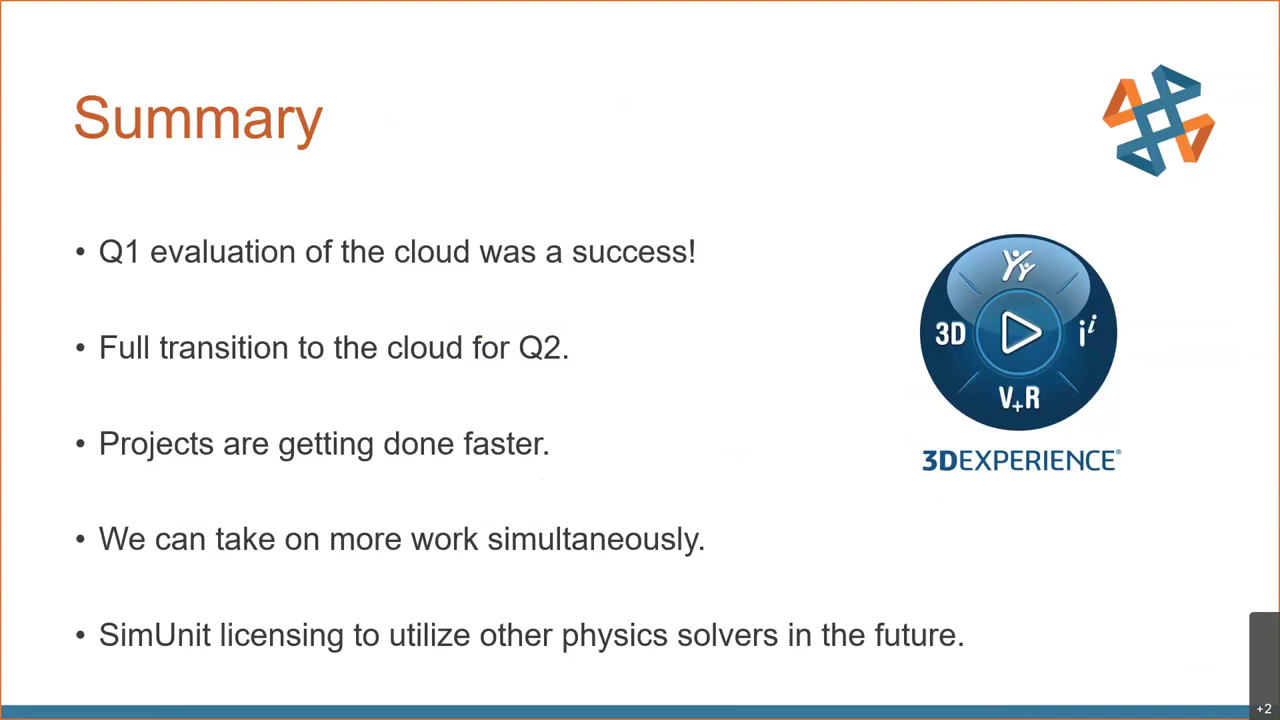 Summary
• Q1 evaluation of the cloud was a success!
• Full transition to the cloud for Q2.
• Projects are getting done faster.
• We can take on more work simultaneously.
• SimUnit licensing to utilize other physics solvers in the future.
3D
i i
V+R
3DEXPERIENCE®
+2